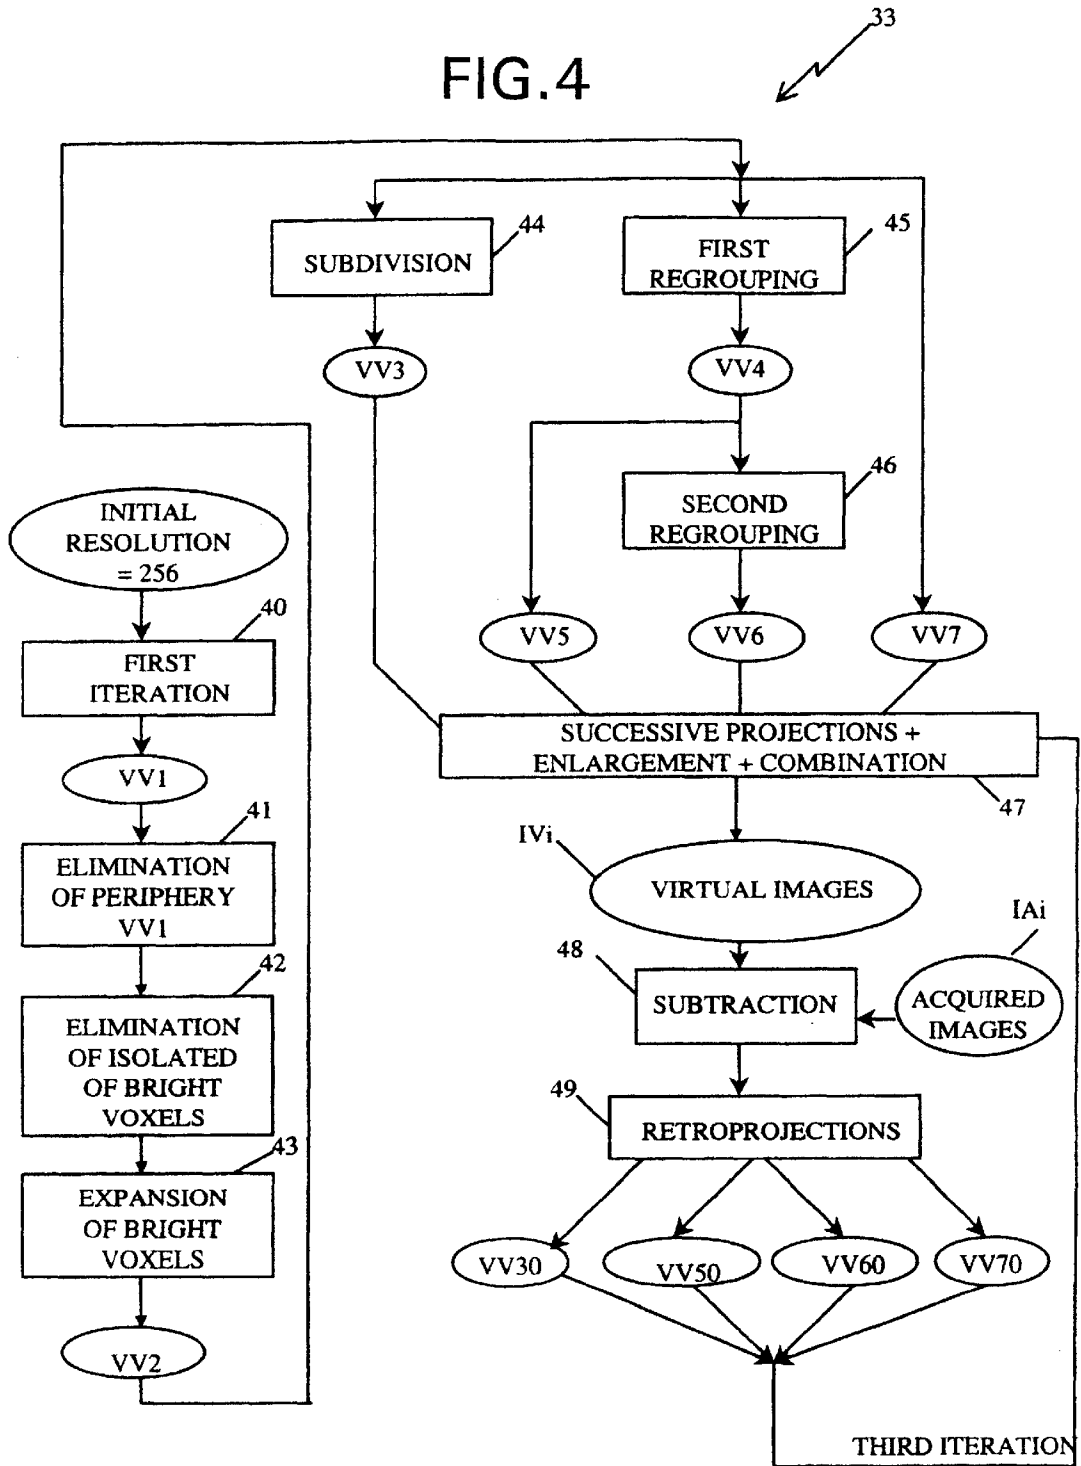 33
FIG.4
44
SUBDIVISION
45
FIRST
REGROUPING
VV3
VV4
46
SECOND
REGROUPING
INITIAL
RESOLUTION
= 256
40
FIRST
ITERATION
VV5
VV6
VV7
SUCCESSIVE PROJECTIONS +
ENLARGEMENT + COMBINATION
47
VV1
41
ELIMINATION
OF PERIPHERY
VV1
IVi
VIRTUAL IMAGES
IAi
42
ELIMINATION
OF ISOLATED
OF BRIGHT
VOXELS
48
SUBTRACTION
ACQUIRED
IMAGES
49
RETROPROJECTIONS
43
EXPANSION
OF BRIGHT
VOXELS
VV30
VV50
VV60
VV70
VV2
THIRD ITERATION